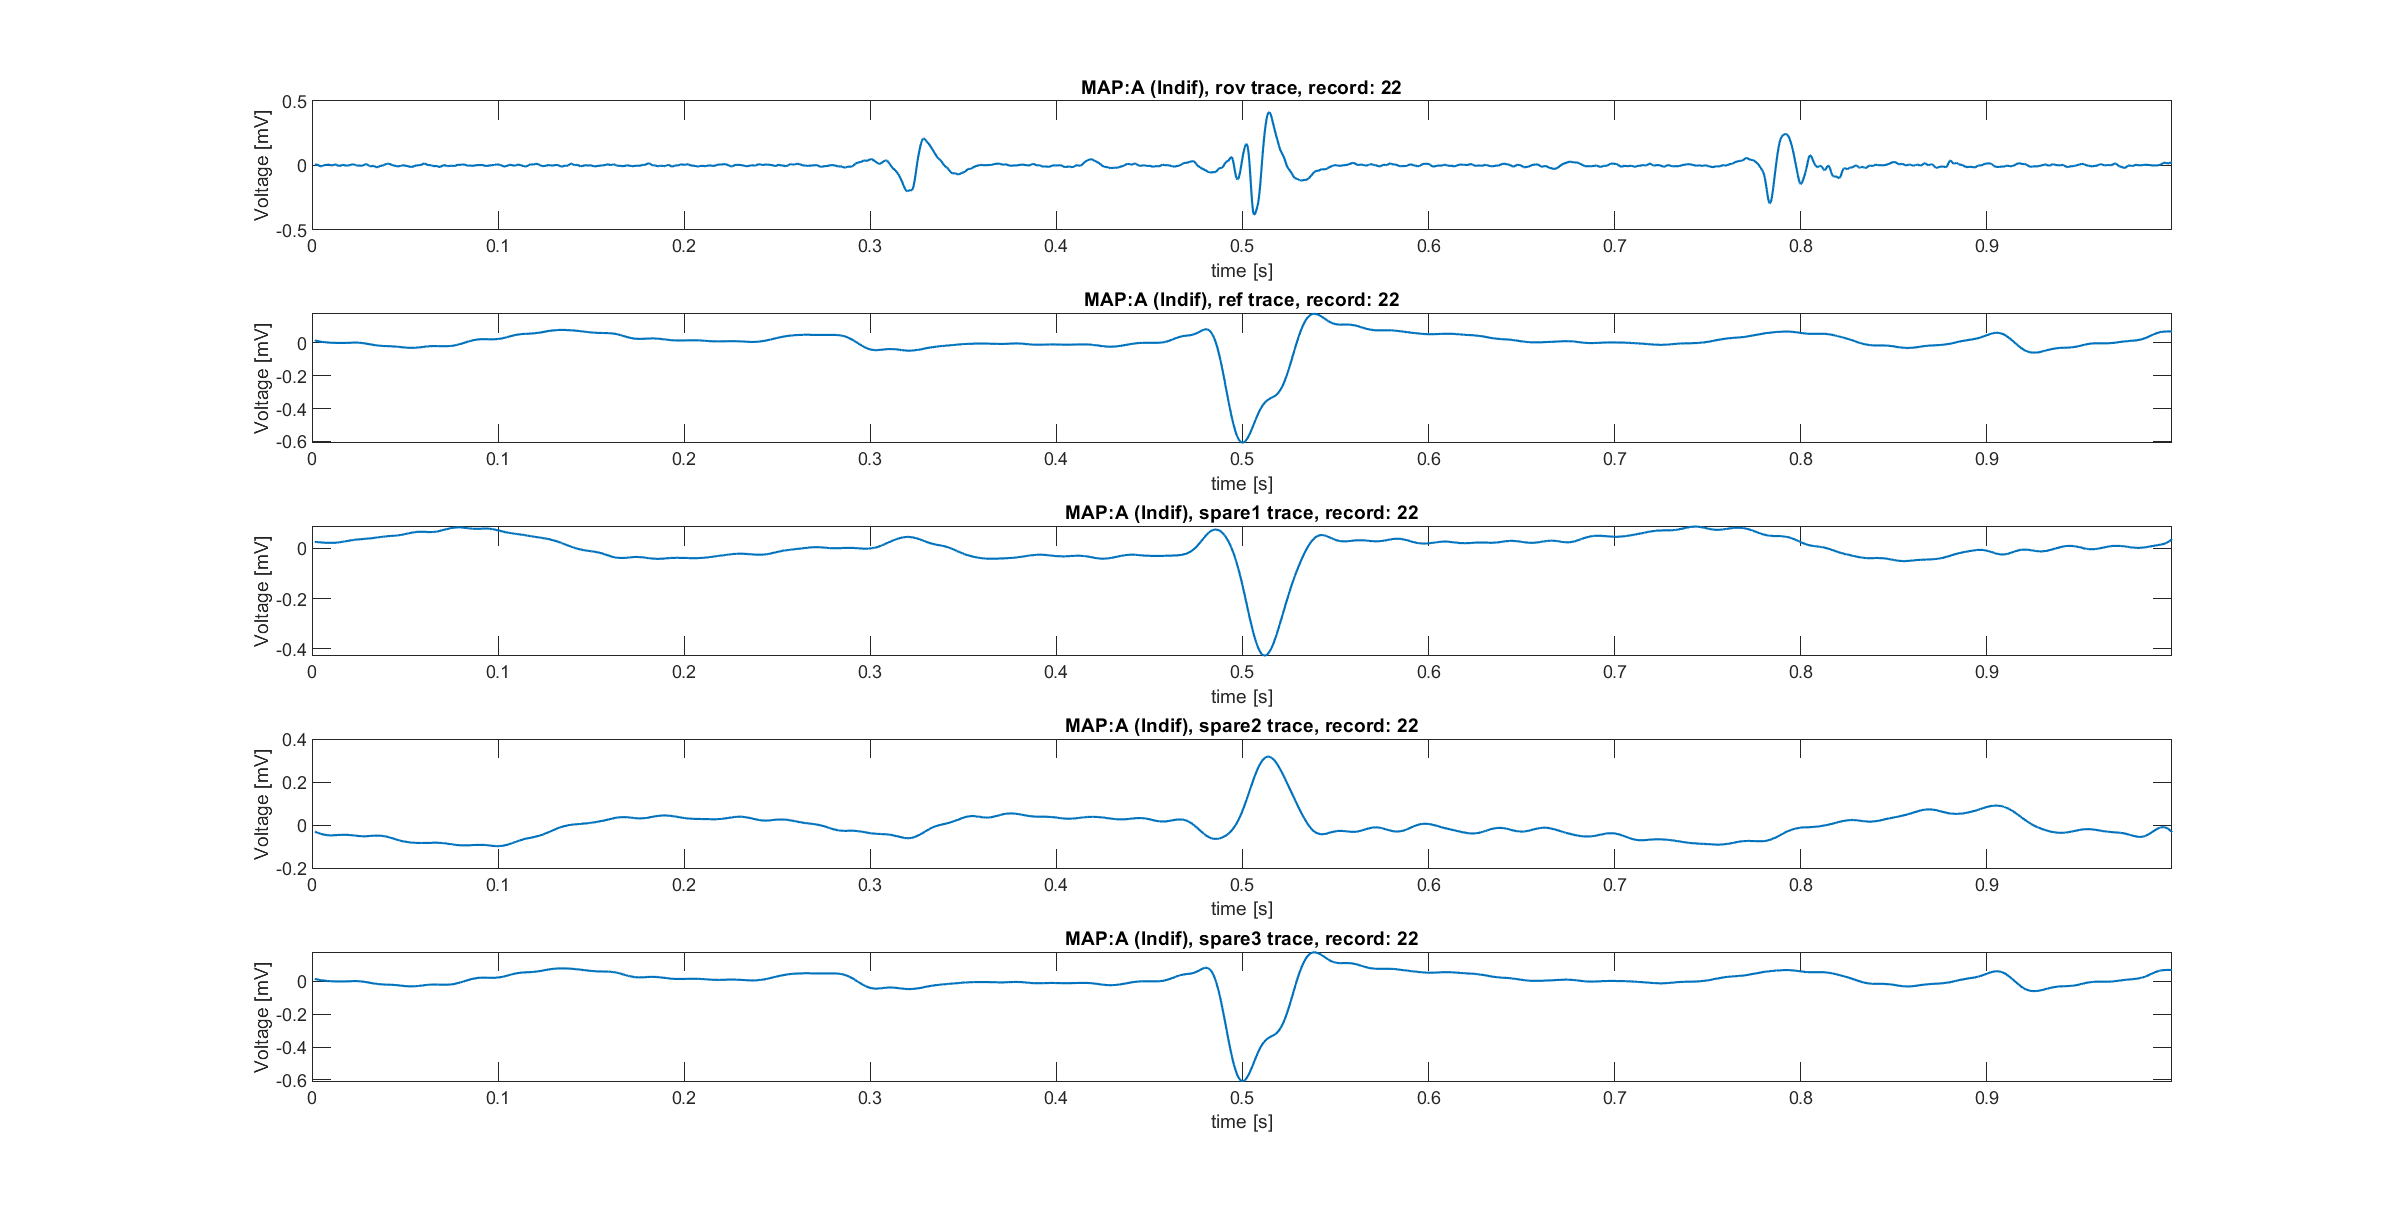 MAP:A (Indif), rov trace, record: 22
Voltage [mV]
0.5
0
-0.5
0 0.1 0.2 0.3 0.4 0.5 0.6 0.7 0.8 0.9
time [s]
MAP:A (Indif), ref trace, record: 22
Voltage [mV]
0
-0.2
-0.4
-0.6
0 0.1 0.2 0.3 0.4 0.5 0.6 0.7 0.8 0.9
time [s]
MAP:A (Indif), spare1 trace, record: 22
Voltage [mV]
0
-0.2
-0.4
0 0.1 0.2 0.3 0.4 0.5 0.6 0.7 0.8 0.9
time [s]
MAP:A (Indif), spare2 trace, record: 22
Voltage [mV]
0.4
0.2
0
-0.2
0 0.1 0.2 0.3 0.4 0.5 0.6 0.7 0.8 0.9
time [s]
MAP:A (Indif), spare3 trace, record: 22
Voltage [mV]
0
-0.2
-0.4
-0.6
0 0.1 0.2 0.3 0.4 0.5 0.6 0.7 0.8 0.9
time [s]